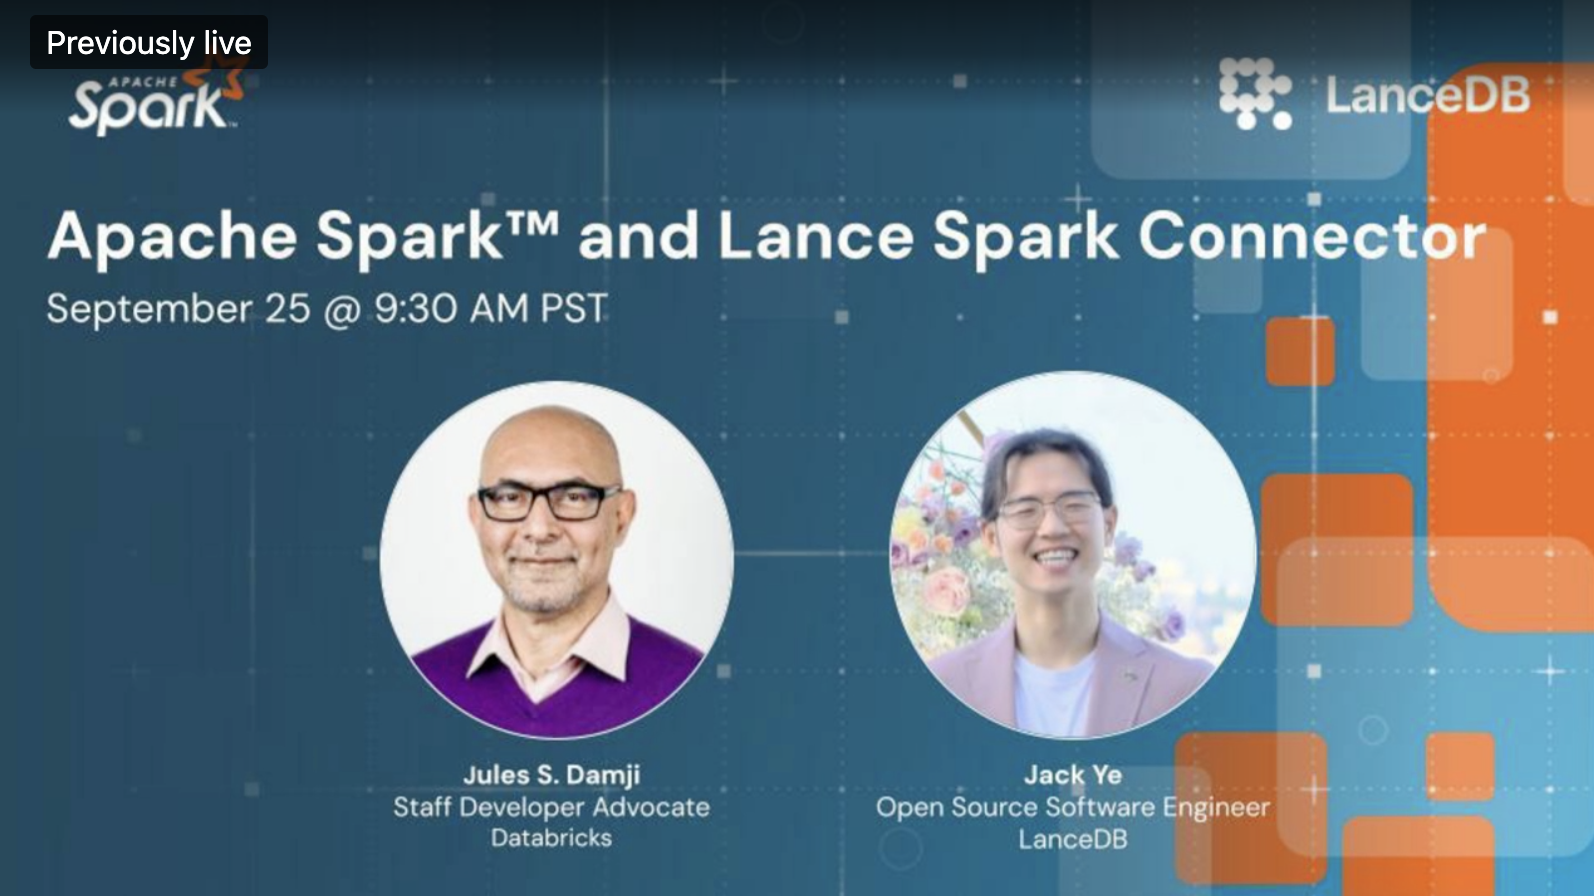 Previously live
APACHE
Spark™
LanceDB
Apache Spark™ and Lance Spark Connector
September 25 @ 9:30 AM PST
Jules S. Damji
Staff Developer Advocate
Databricks
Jack Ye
Open Source Software Engineer
LanceDB